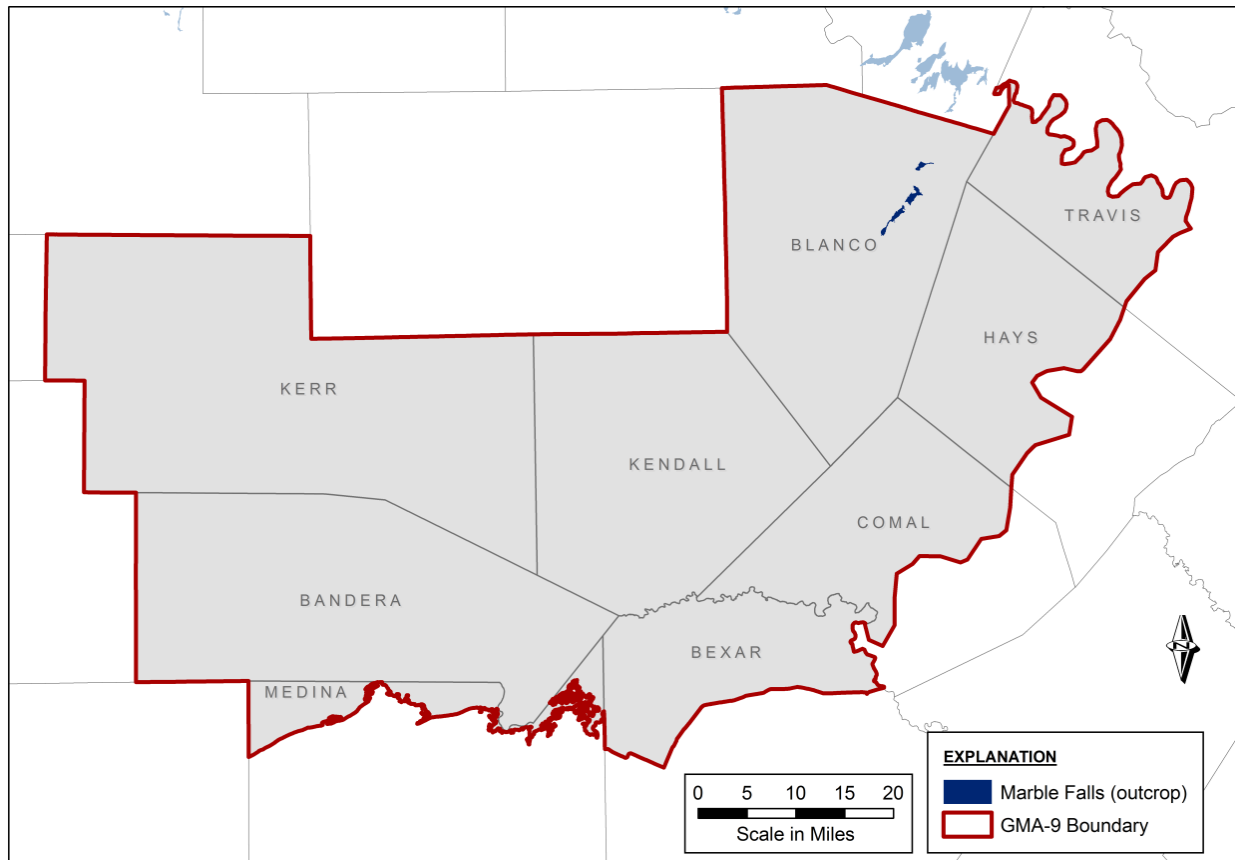 TRAVIS
BLANCO
HAYS
KERR
KENDALL
COMAL
BANDERA
BEXAR
MEDINA
N
EXPLANATION
Marble Falls (outcrop)
GMA-9 Boundary
0 5 10 15 20
Scale in Miles